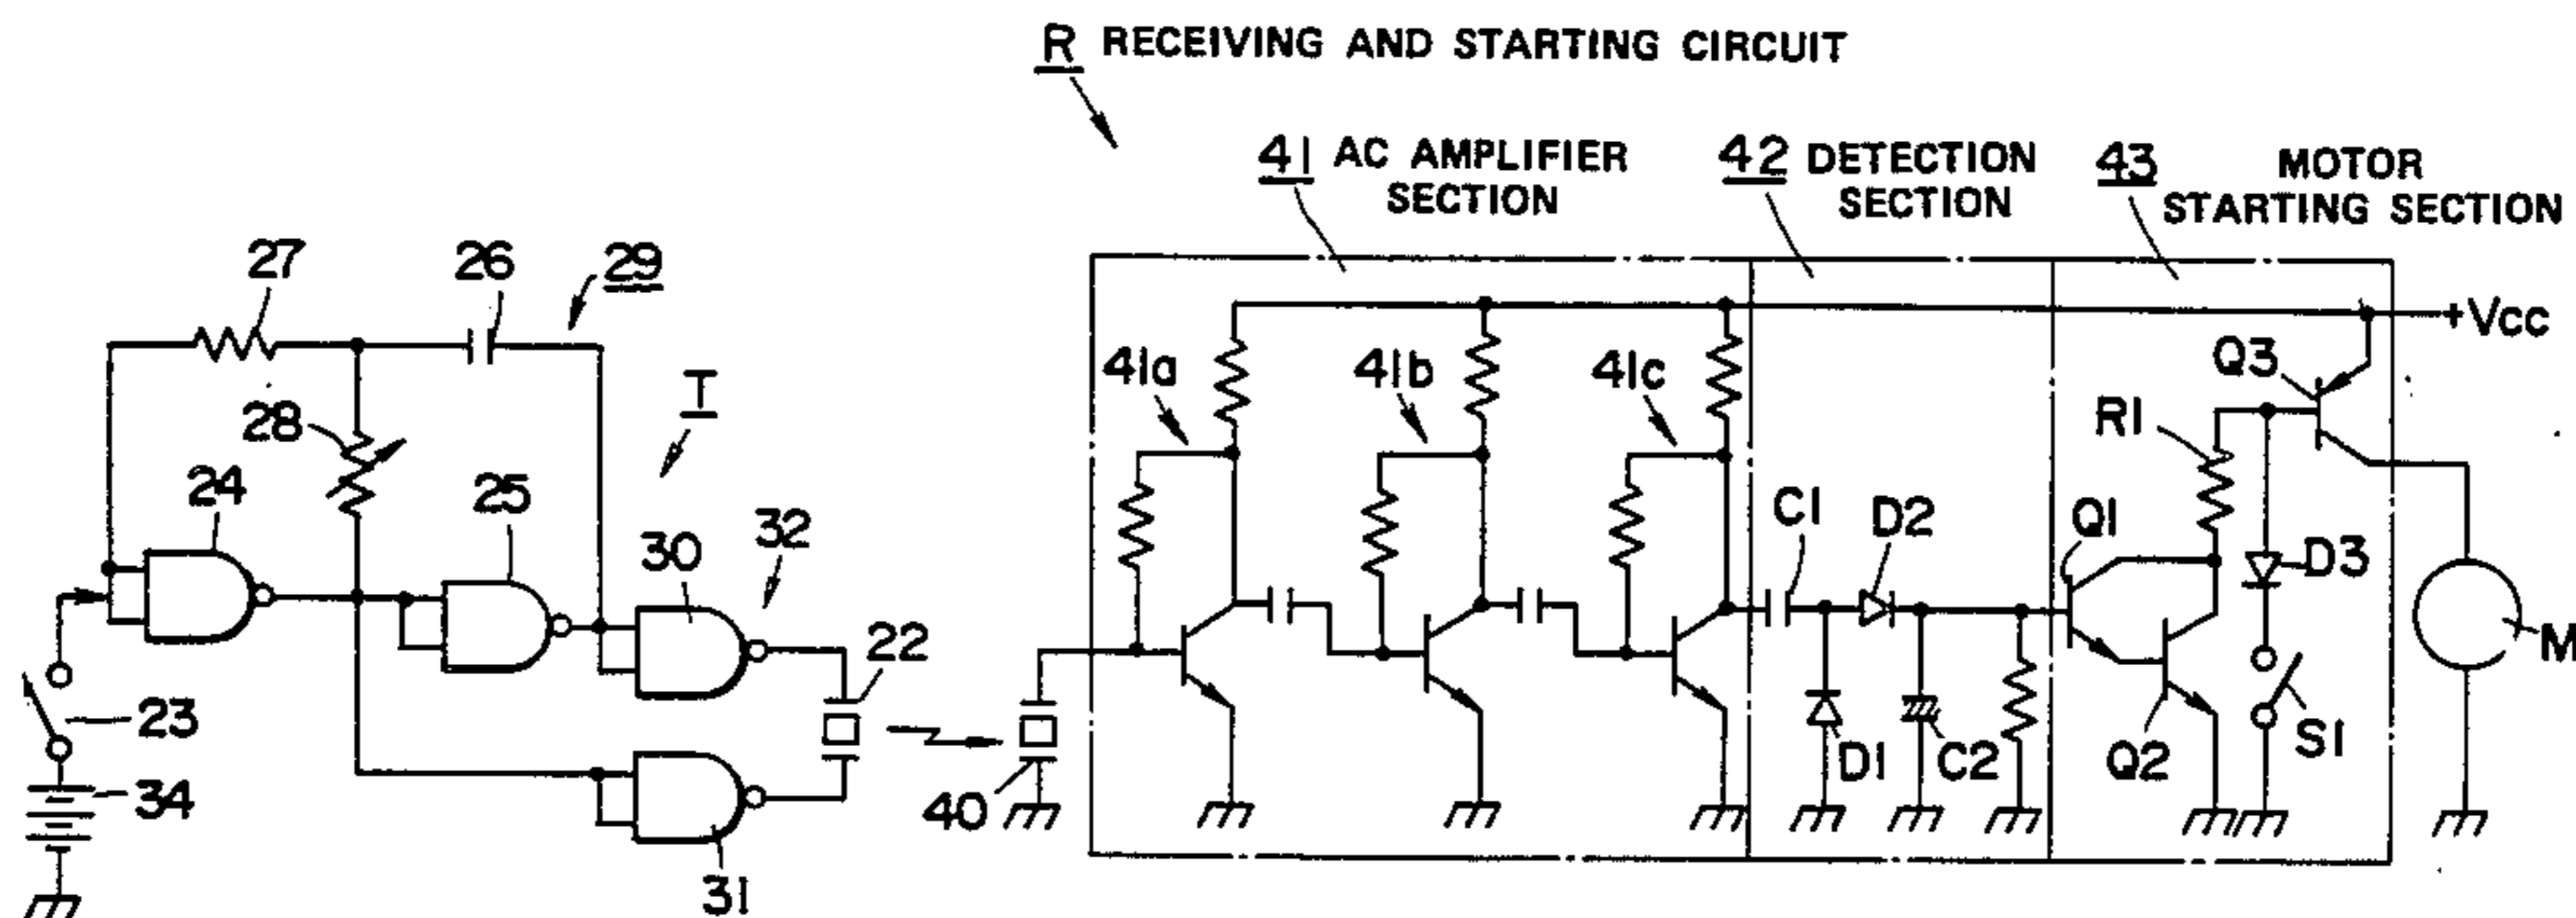 R RECEIVING AND STARTING CIRCUIT
41 AC AMPLIFIER
SECTION
42 DETECTION
SECTION
43 MOTOR
STARTING SECTION
27
26
29
T
28
24
25
30
32
22
23
34
31
40
41a
41b
41c
+Vcc
Q3
R1
C1
D2
Q1
D3
D1
C2
Q2
S1
M